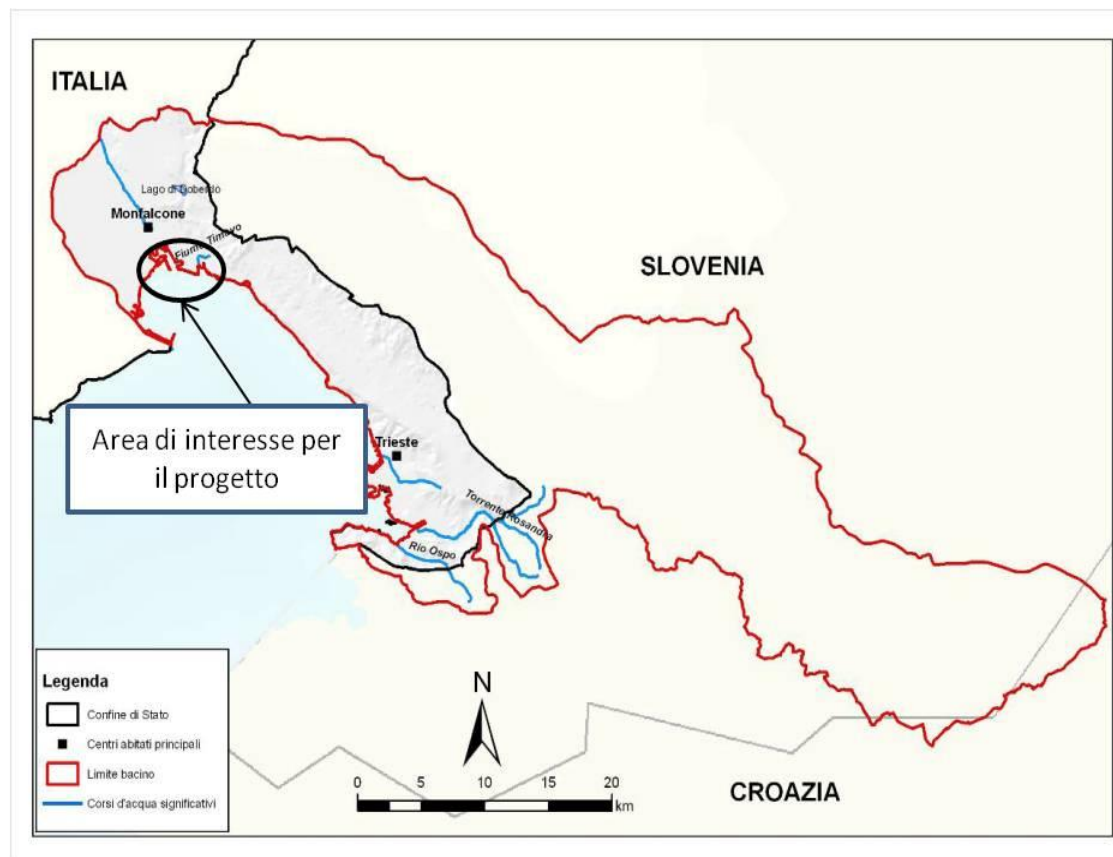 ITALIA
Lago di Doberdò
Monfalcone
Fiume Timavo
SLOVENIA
Area di interesse per
il progetto
Trieste
Torrente Rosandra
Rio Ospo
Legenda
Confine di Stato
Centri abitati principali
Limite bacino
Corsi d'acqua significativi
N
0 5 10 15 20
km
CROAZIA